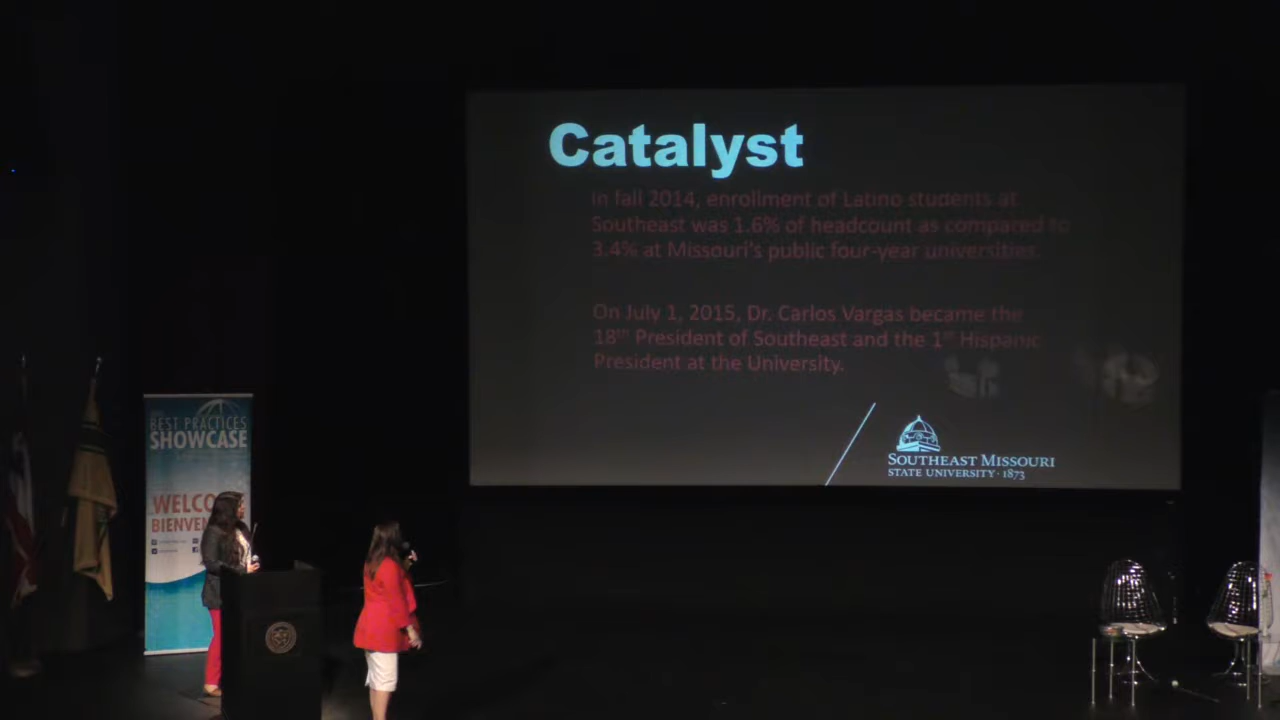 Catalyst
In fall 2014, enrollment of Latino students at
Southeast was 1.6% of headcount as compared to
3.4% at Missouri's public four-year universities.
On July 1, 2015, Dr. Carlos Vargas became the
18th President of Southeast and the 1st Hispanic
President at the University.
SOUTHEAST MISSOURI
STATE UNIVERSITY · 1873
BEST PRACTICES
SHOWCASE
WELCO
BIENVEN